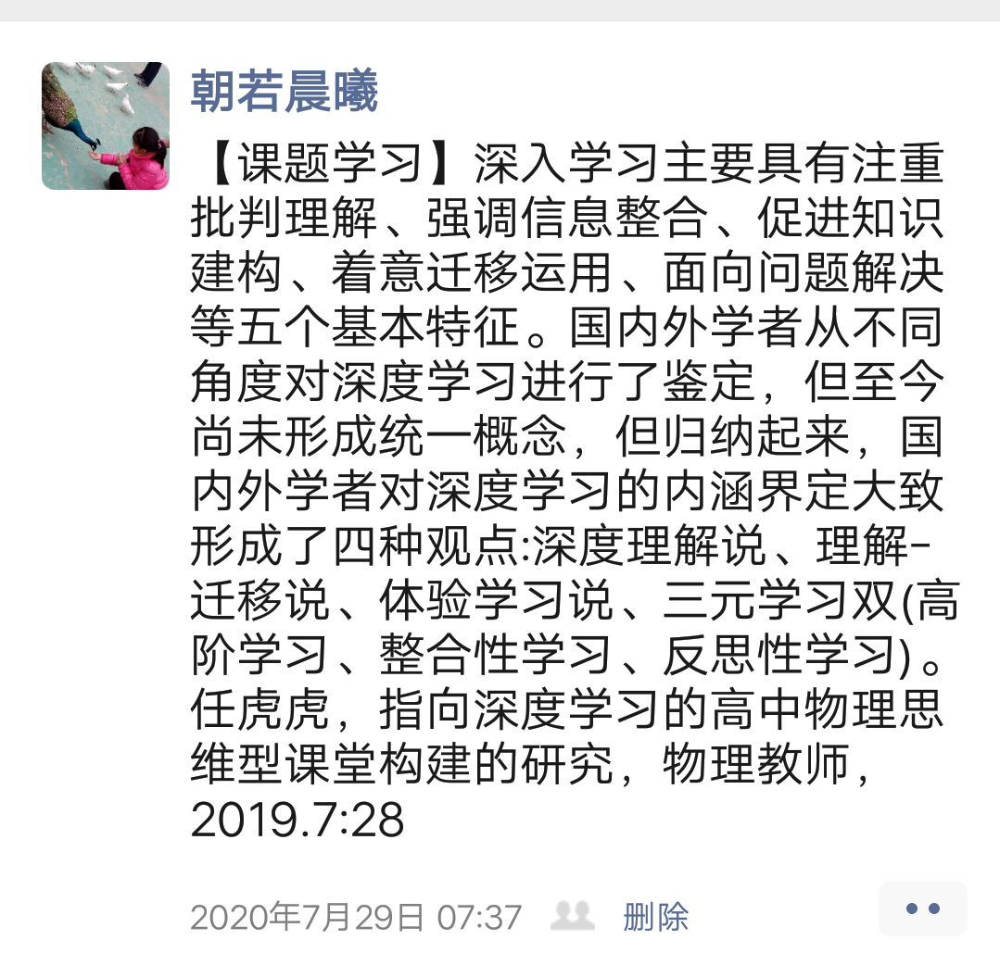 朝若晨曦
【课题学习】深入学习主要具有注重
批判理解、强调信息整合、促进知识
建构、着意迁移运用、面向问题解决
等五个基本特征。国内外学者从不同
角度对深度学习进行了鉴定，但至今
尚未形成统一概念，但归纳起来，国
内外学者对深度学习的内涵界定大致
形成了四种观点:深度理解说、理解-
迁移说、体验学习说、三元学习双(高
阶学习、整合性学习、反思性学习)。
任虎虎，指向深度学习的高中物理思
维型课堂构建的研究，物理教师，
2019.7:28
2020年7月29日 07:37 删除